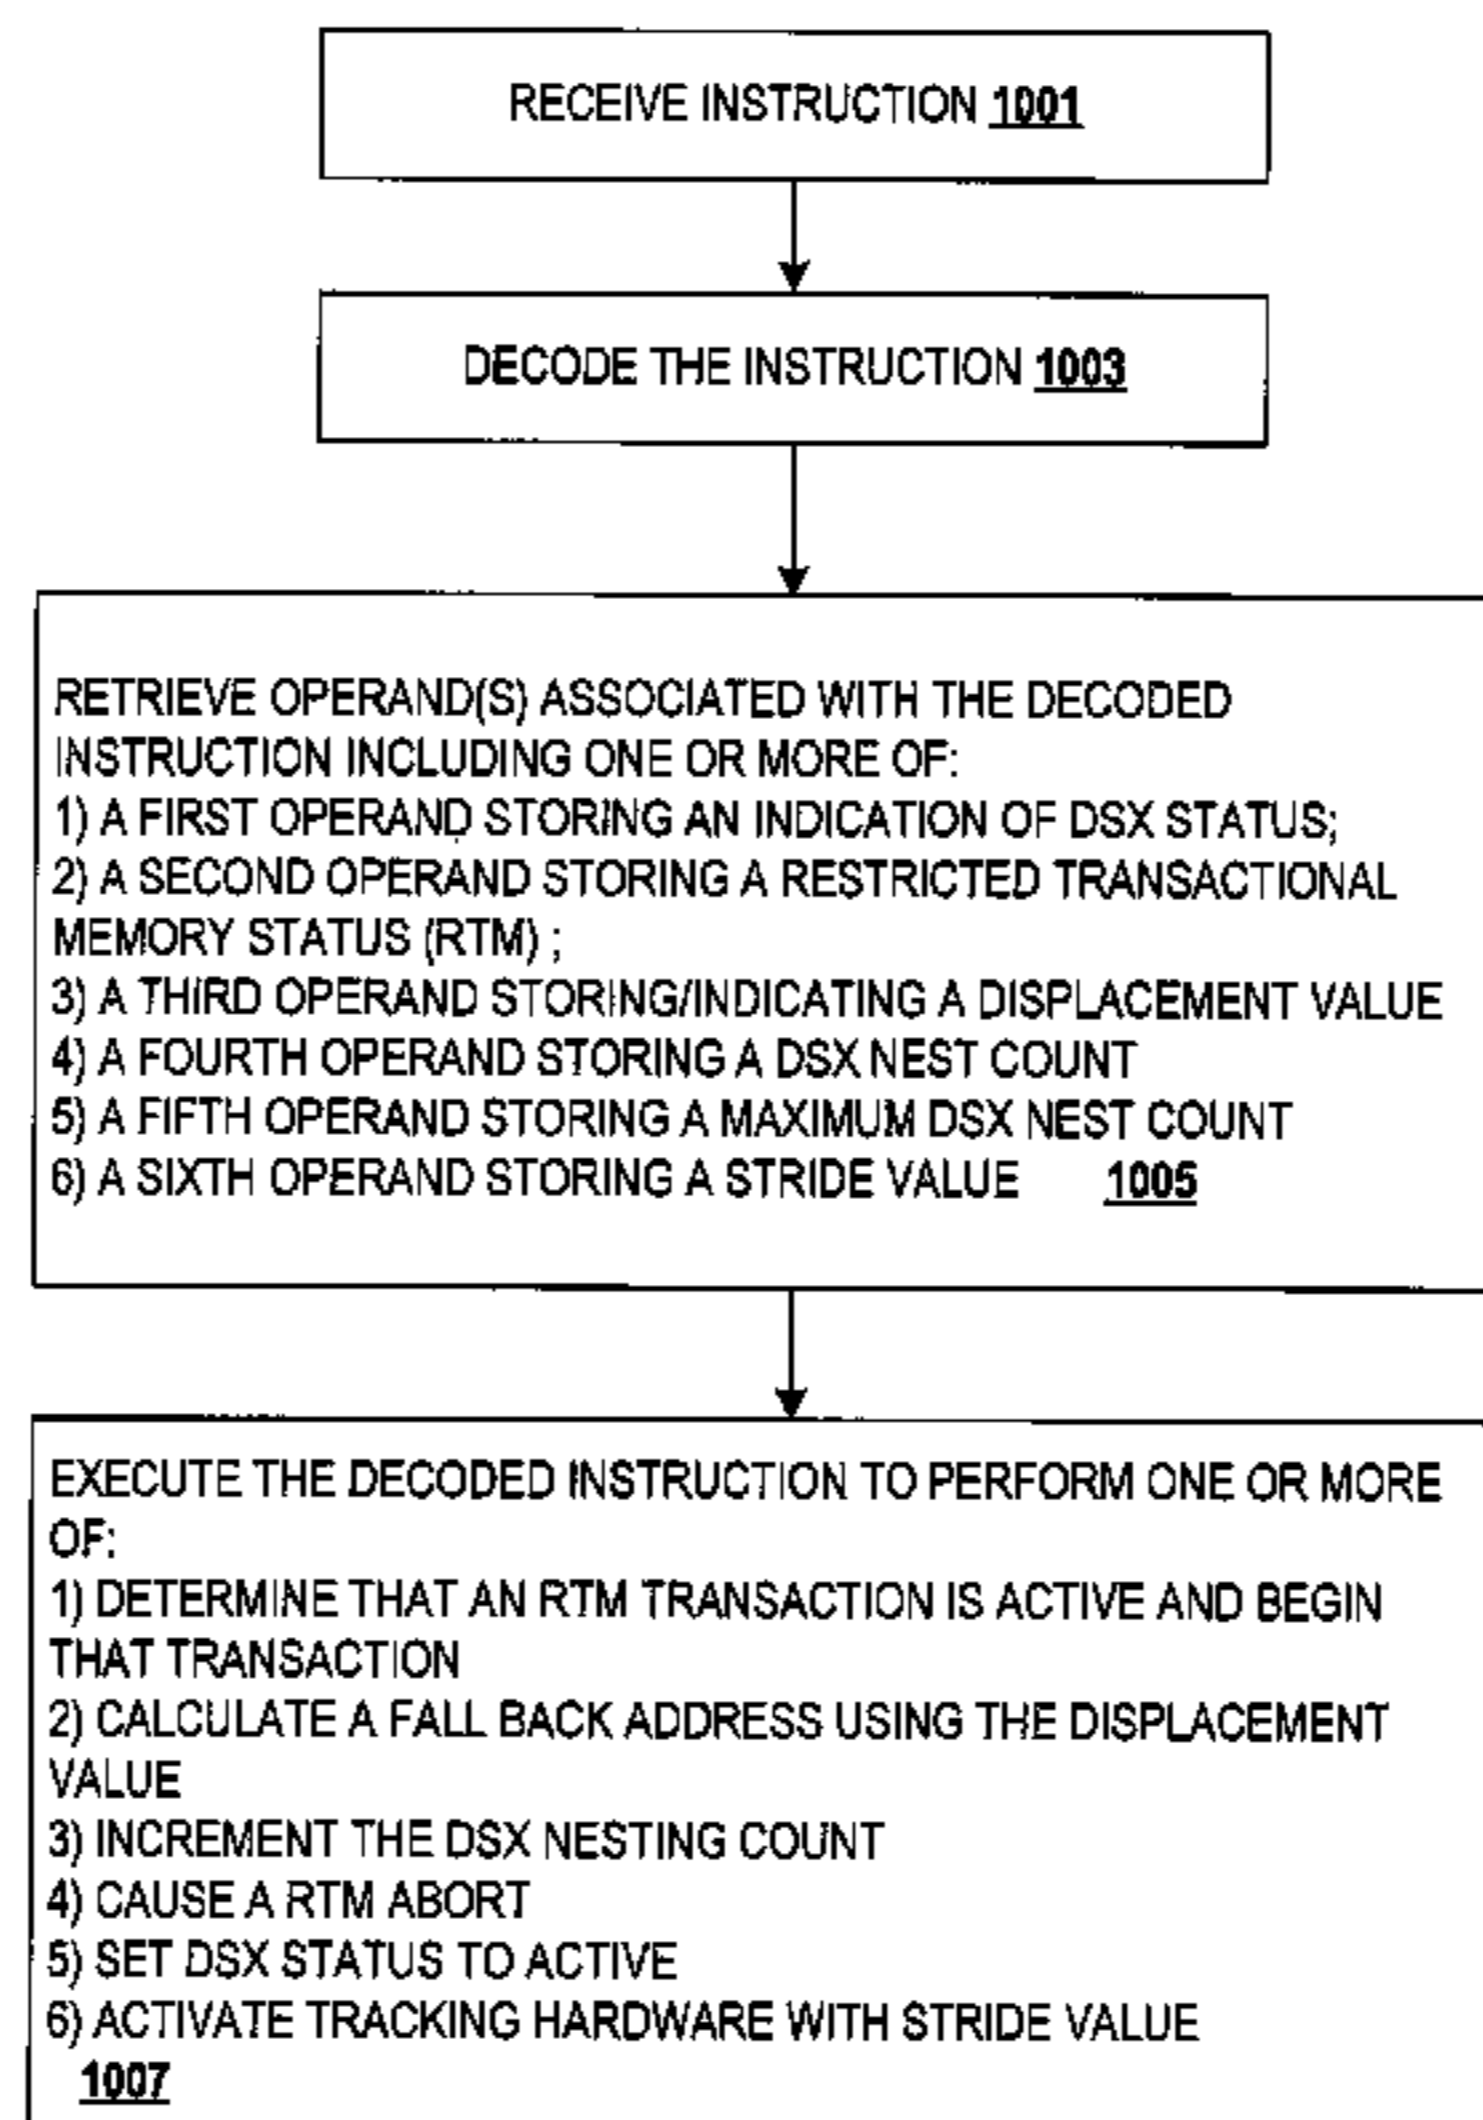 RECEIVE INSTRUCTION 1001
DECODE THE INSTRUCTION 1003
RETRIEVE OPERAND(S) ASSOCIATED WITH THE DECODED
INSTRUCTION INCLUDING ONE OR MORE OF:
1) A FIRST OPERAND STORING AN INDICATION OF DSX STATUS;
2) A SECOND OPERAND STORING A RESTRICTED TRANSACTIONAL
MEMORY STATUS (RTM) ;
3) A THIRD OPERAND STORING/INDICATING A DISPLACEMENT VALUE
4) A FOURTH OPERAND STORING A DSX NEST COUNT
5) A FIFTH OPERAND STORING A MAXIMUM DSX NEST COUNT
6) A SIXTH OPERAND STORING A STRIDE VALUE 1005
EXECUTE THE DECODED INSTRUCTION TO PERFORM ONE OR MORE
OF:
1) DETERMINE THAT AN RTM TRANSACTION IS ACTIVE AND BEGIN
THAT TRANSACTION
2) CALCULATE A FALL BACK ADDRESS USING THE DISPLACEMENT
VALUE
3) INCREMENT THE DSX NESTING COUNT
4) CAUSE A RTM ABORT
5) SET DSX STATUS TO ACTIVE
6) ACTIVATE TRACKING HARDWARE WITH STRIDE VALUE
1007